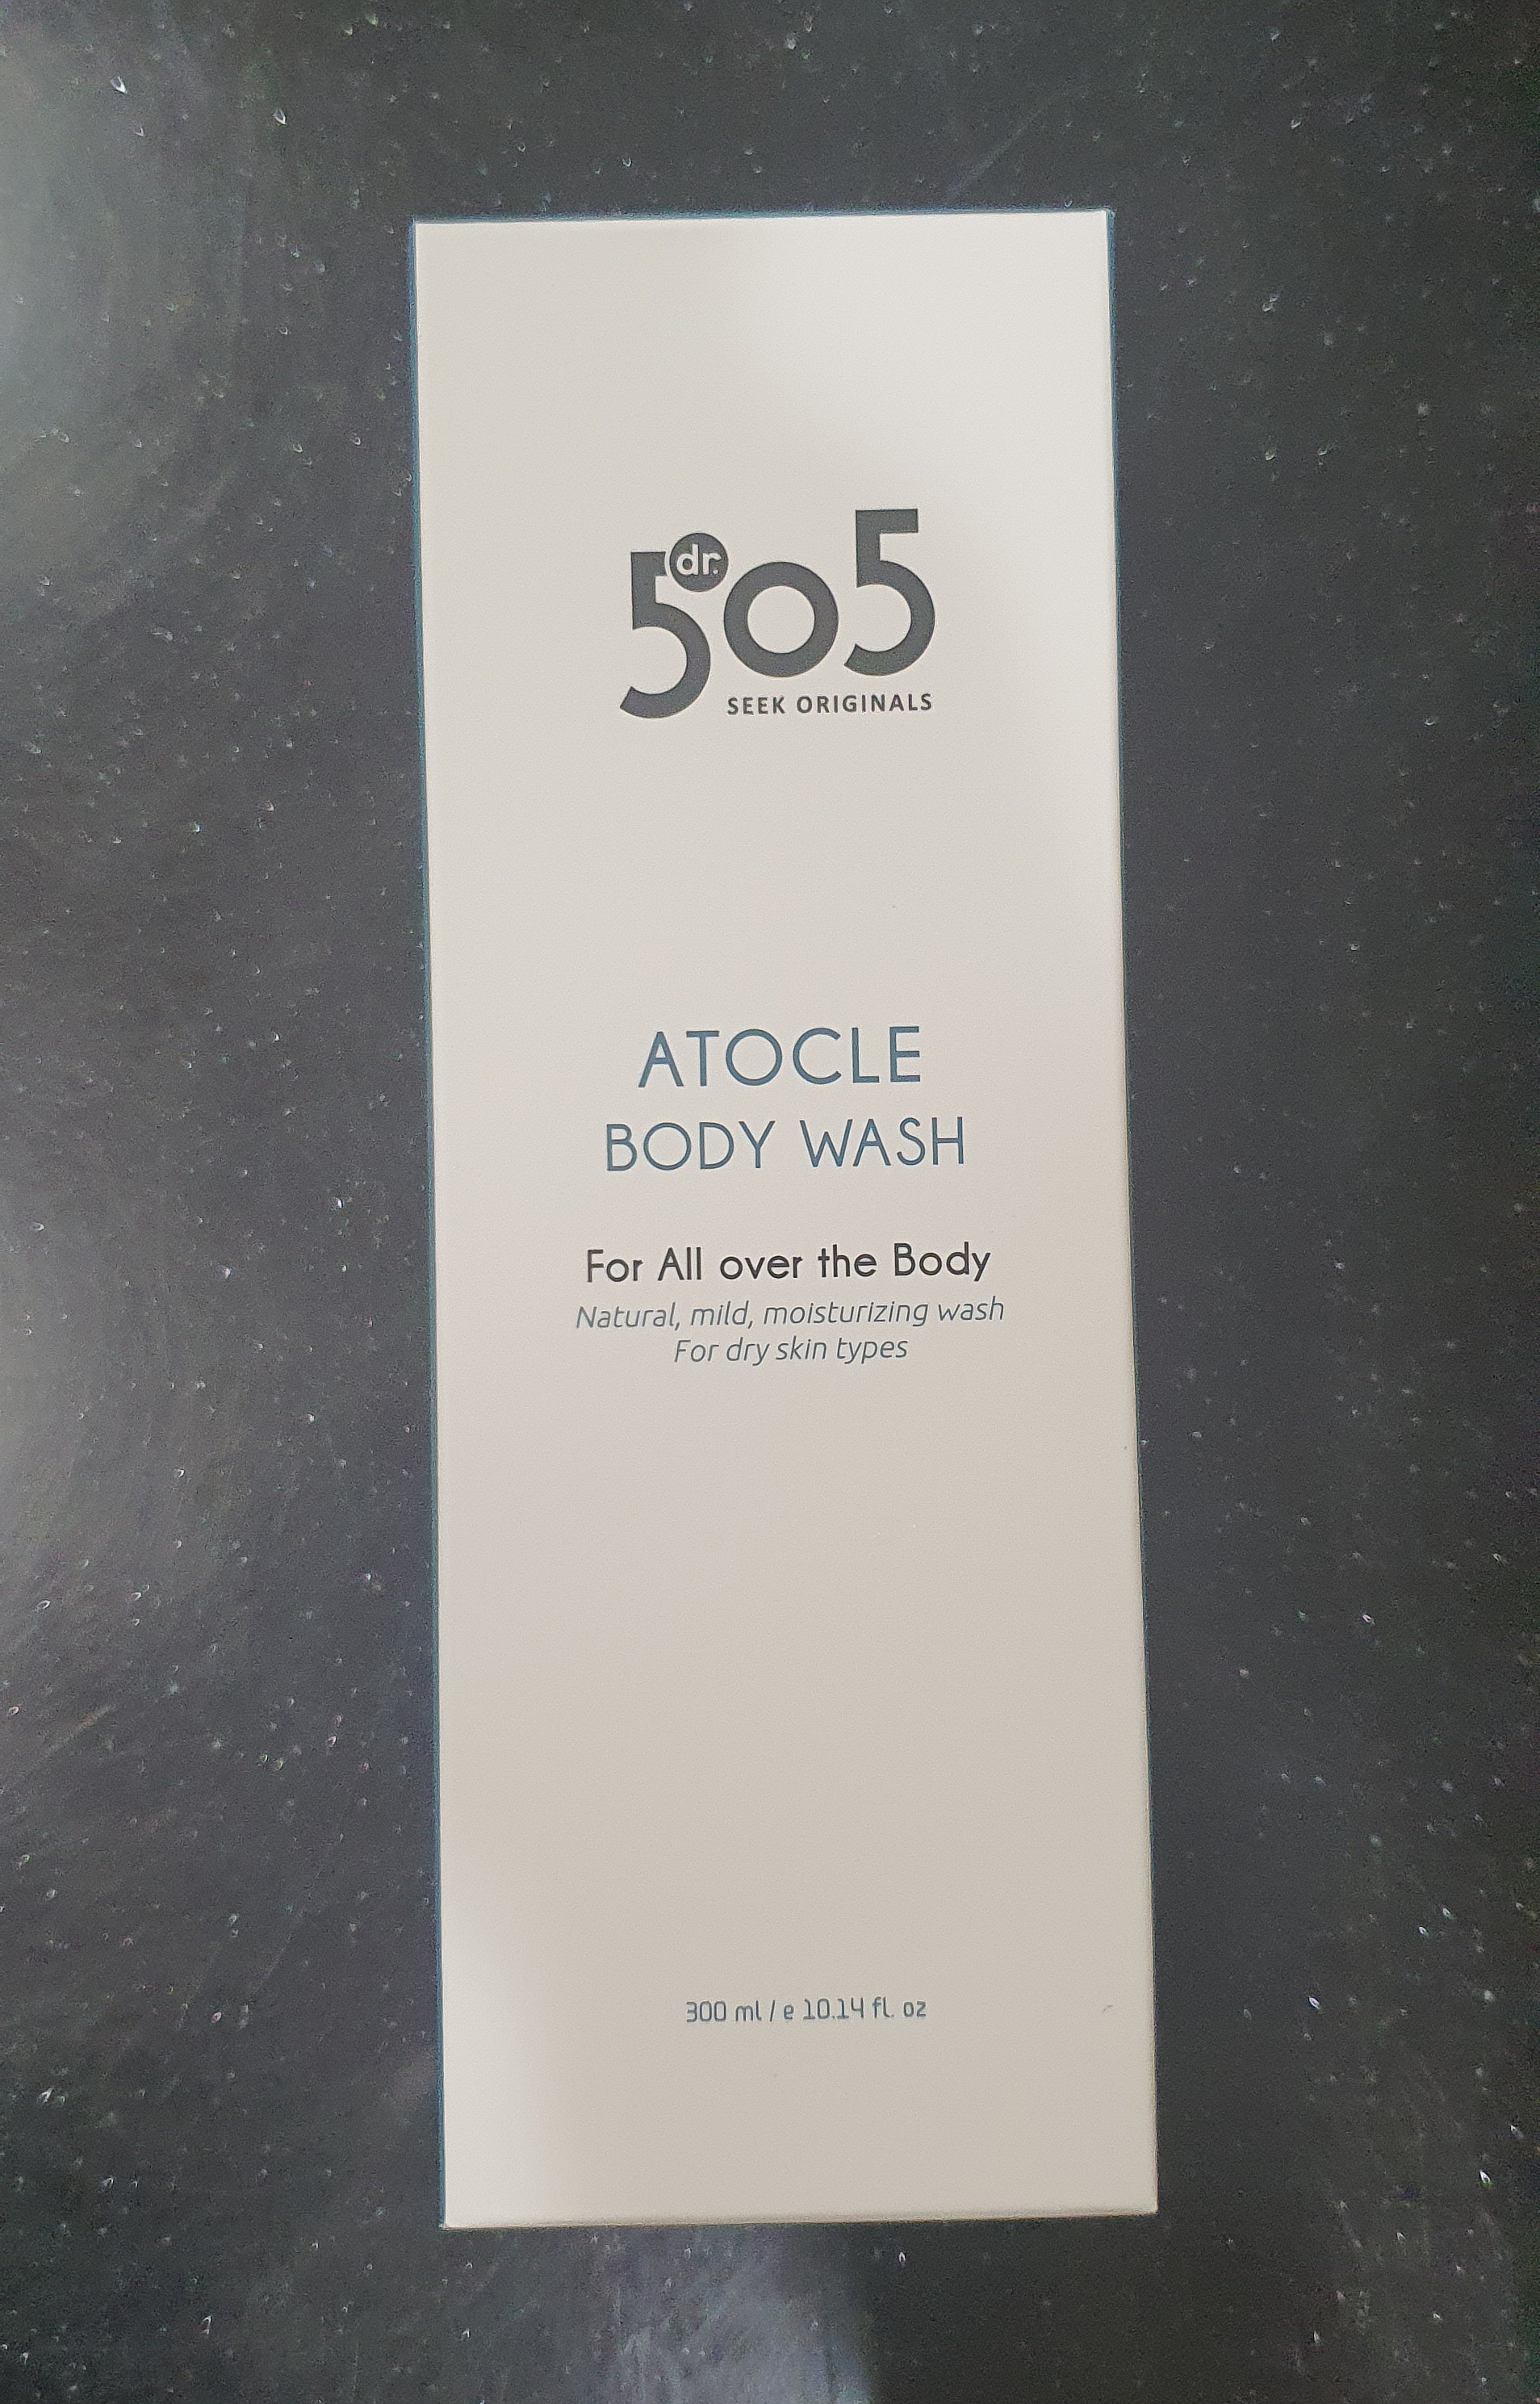 dr.
505
SEEK ORIGINALS
ATOCLE
BODY WASH
For All over the Body
Natural, mild, moisturizing wash
For dry skin types
300 ml / e 10.14 fl. oz